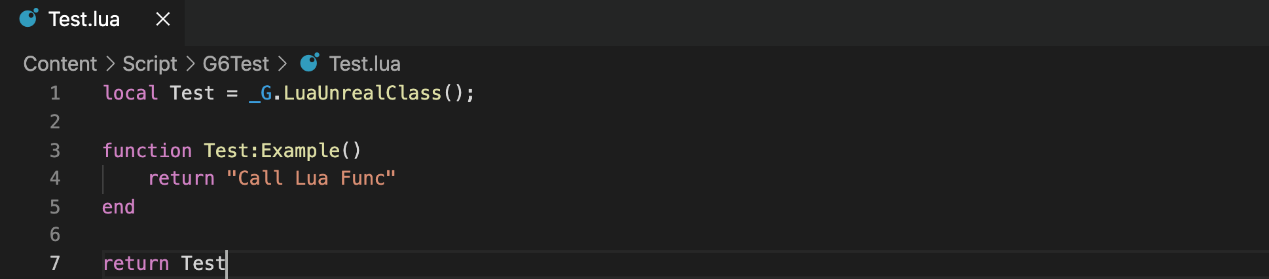 Test.lua ×
Content > Script > G6Test > Test.lua
1 local Test = _G.LuaUnrealClass();
2
3 function Test:Example()
4     return "Call Lua Func"
5 end
6
7 return Test